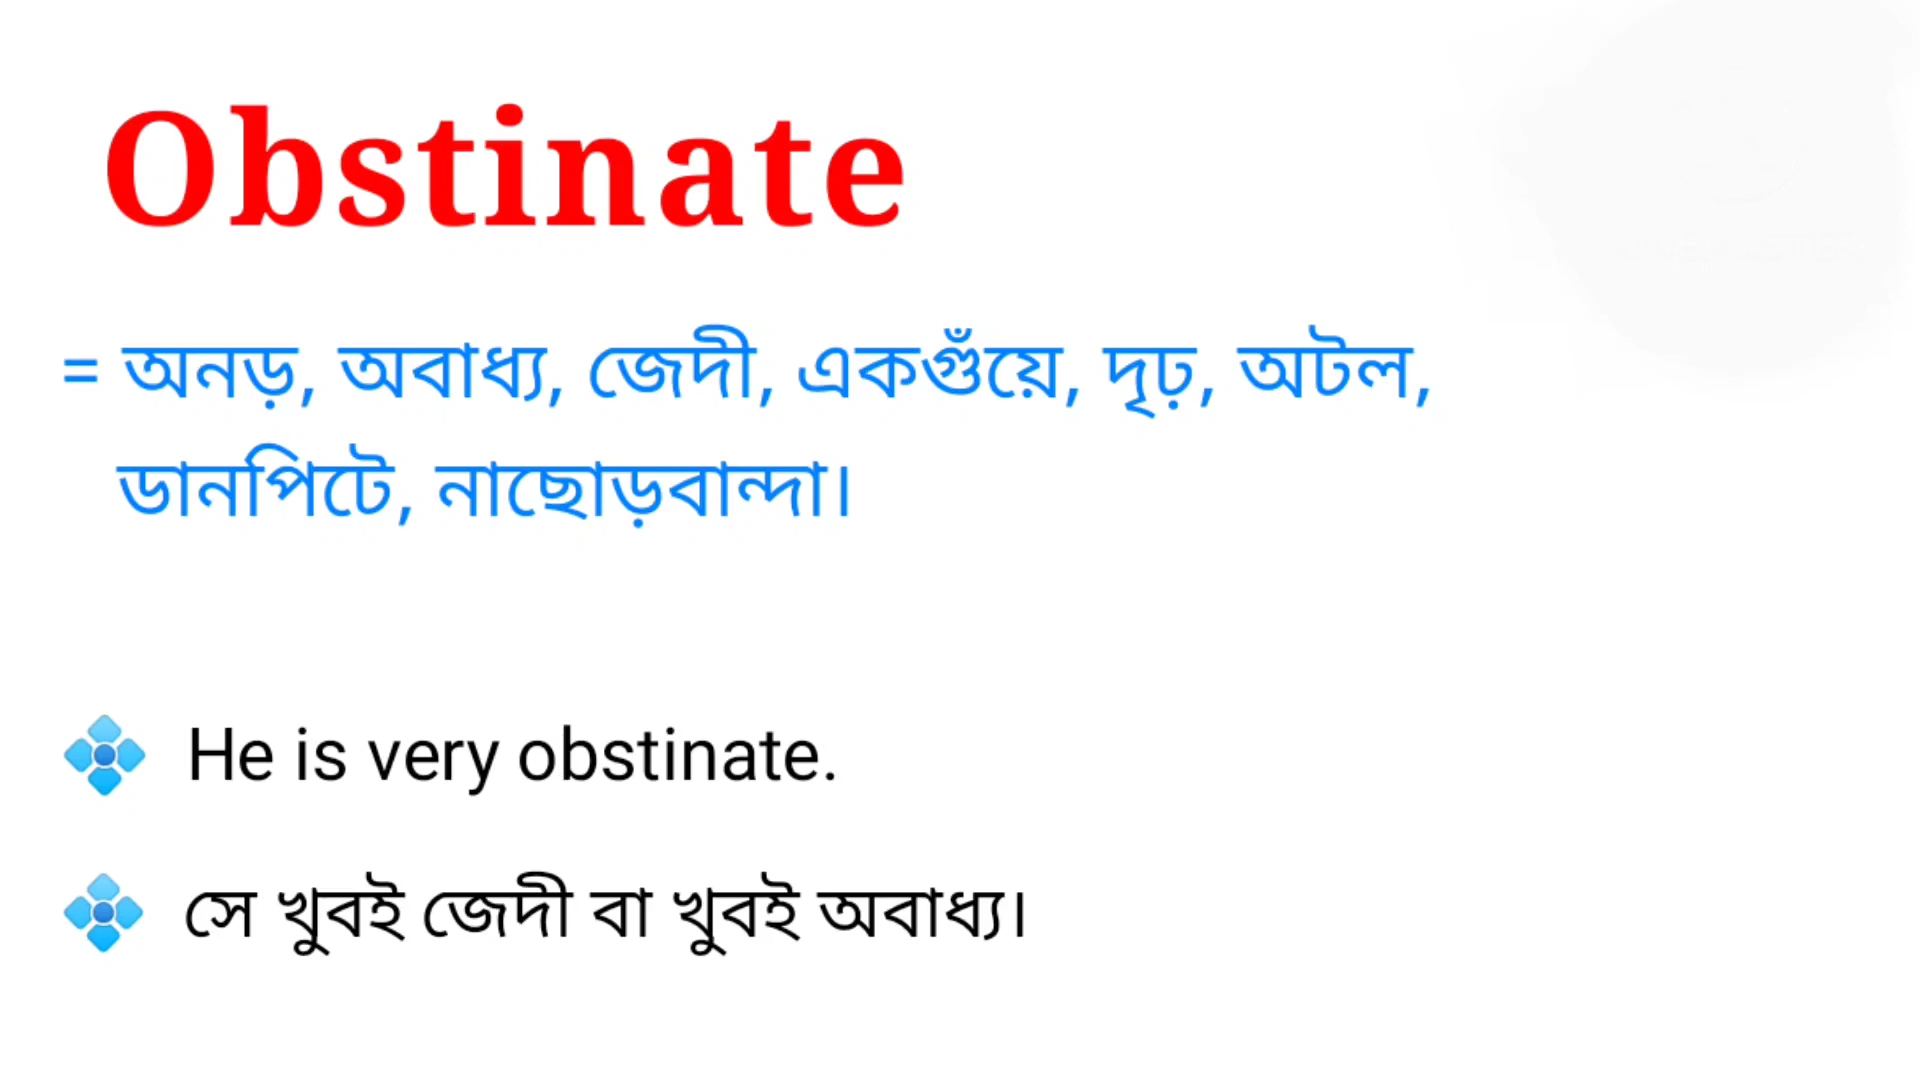 Obstinate
= অনড়, অবাধ্য, জেদী, একগুঁয়ে, দৃঢ়, অটল,
ডানপিটে, নাছোড়বান্দা।
He is very obstinate.
সে খুবই জেদী বা খুবই অবাধ্য।